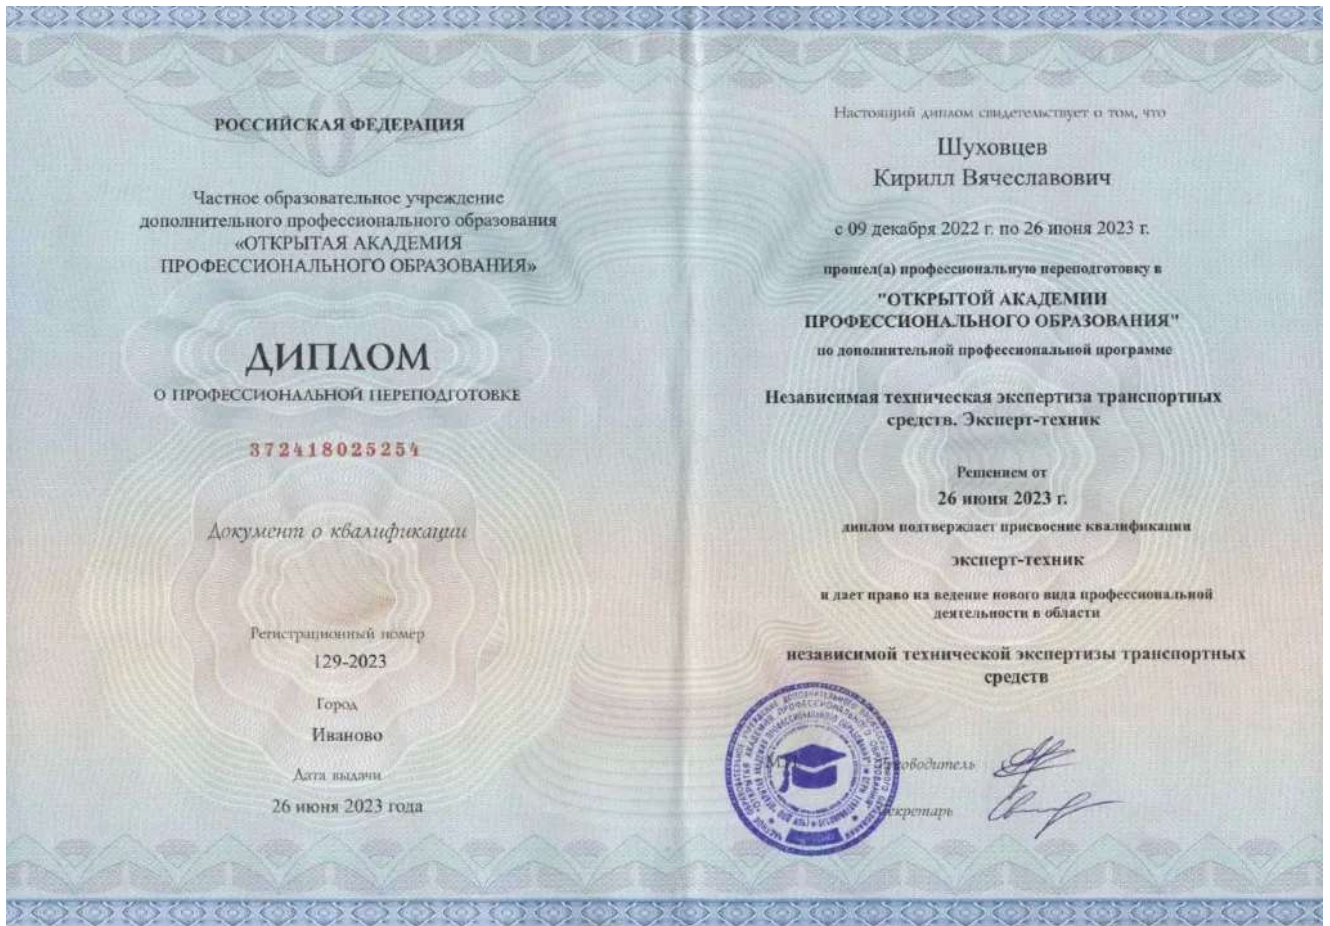 РОССИЙСКАЯ ФЕДЕРАЦИЯ
Частное образовательное учреждение
дополнительного профессионального образования
«ОТКРЫТАЯ АКАДЕМИЯ
ПРОФЕССИОНАЛЬНОГО ОБРАЗОВАНИЯ»
ДИПЛОМ
О ПРОФЕССИОНАЛЬНОЙ ПЕРЕПОДГОТОВКЕ
372418025254
Документ о квалификации
Регистрационный номер
129-2023
Город
Иваново
Дата выдачи
26 июня 2023 года
Настоящий диплом свидетельствует о том, что
Шуховцев
Кирилл Вячеславович
с 09 декабря 2022 г. по 26 июня 2023 г.
прошел(а) профессиональную переподготовку в
"ОТКРЫТОЙ АКАДЕМИИ
ПРОФЕССИОНАЛЬНОГО ОБРАЗОВАНИЯ"
по дополнительной профессиональной программе
Независимая техническая экспертиза транспортных
средств. Эксперт-техник
Решением от
26 июня 2023 г.
диплом подтверждает присвоение квалификации
эксперт-техник
и дает право на ведение нового вида профессиональной
деятельности в области
независимой технической экспертизы транспортных
средств
М.П.
Руководитель
Секретарь